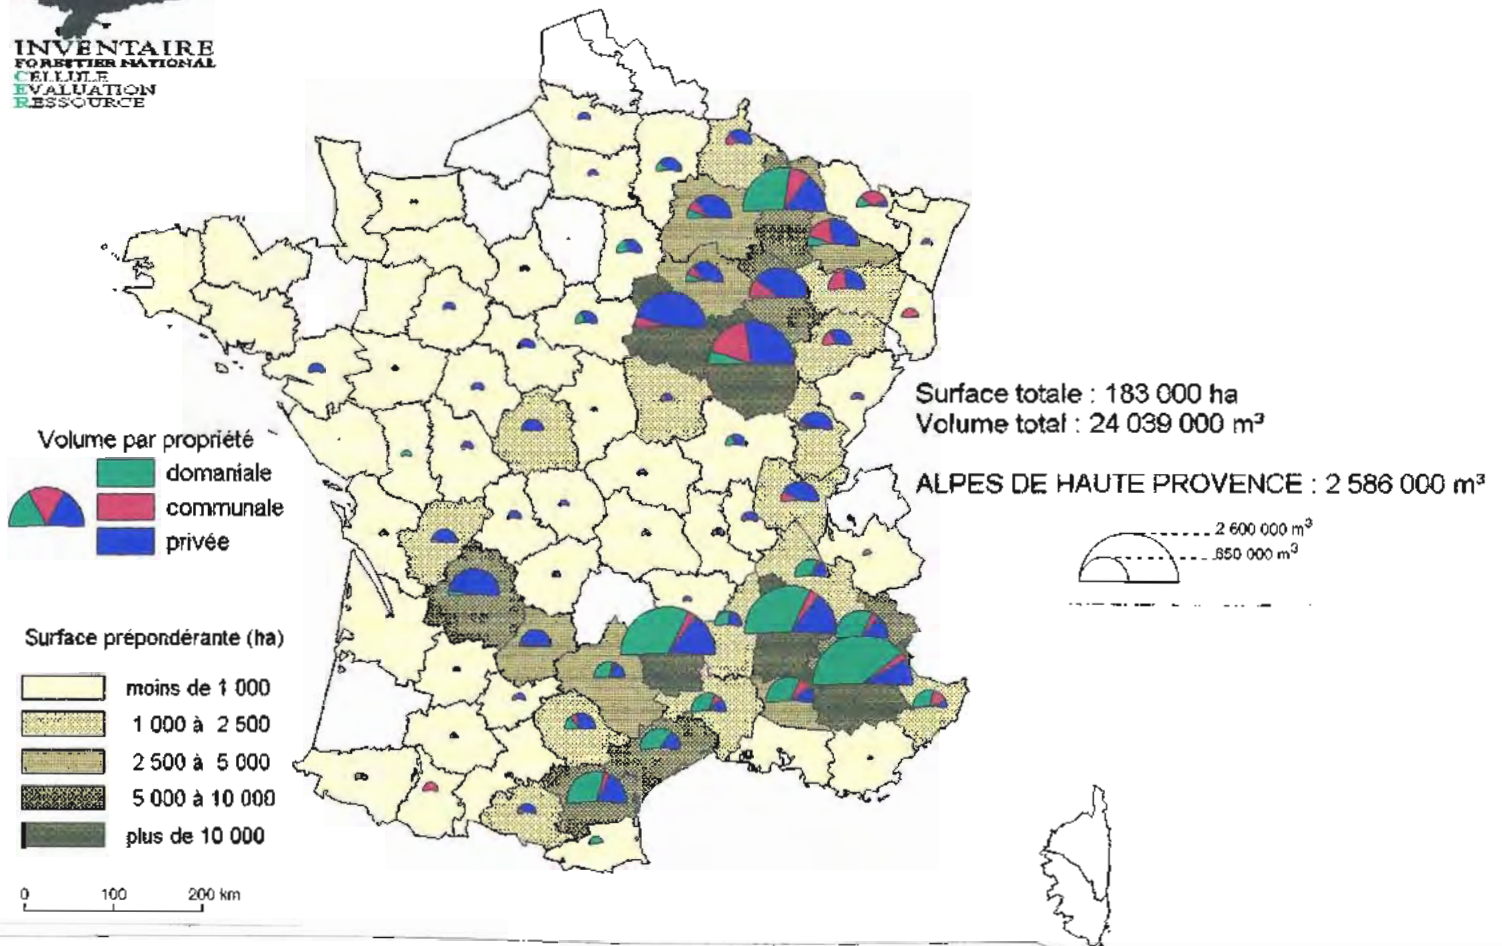 INVENTAIRE
FORESTIER NATIONAL
CELLULE
EVALUATION
RESSOURCE
Surface totale : 183 000 ha
Volume total : 24 039 000 m³
Volume par propriété
domaniale
communale
privée
ALPES DE HAUTE PROVENCE : 2 586 000 m³
2 600 000 m³
650 000 m³
Surface prépondérante (ha)
moins de 1 000
1 000 à 2 500
2 500 à 5 000
5 000 à 10 000
plus de 10 000
0 100 200 km